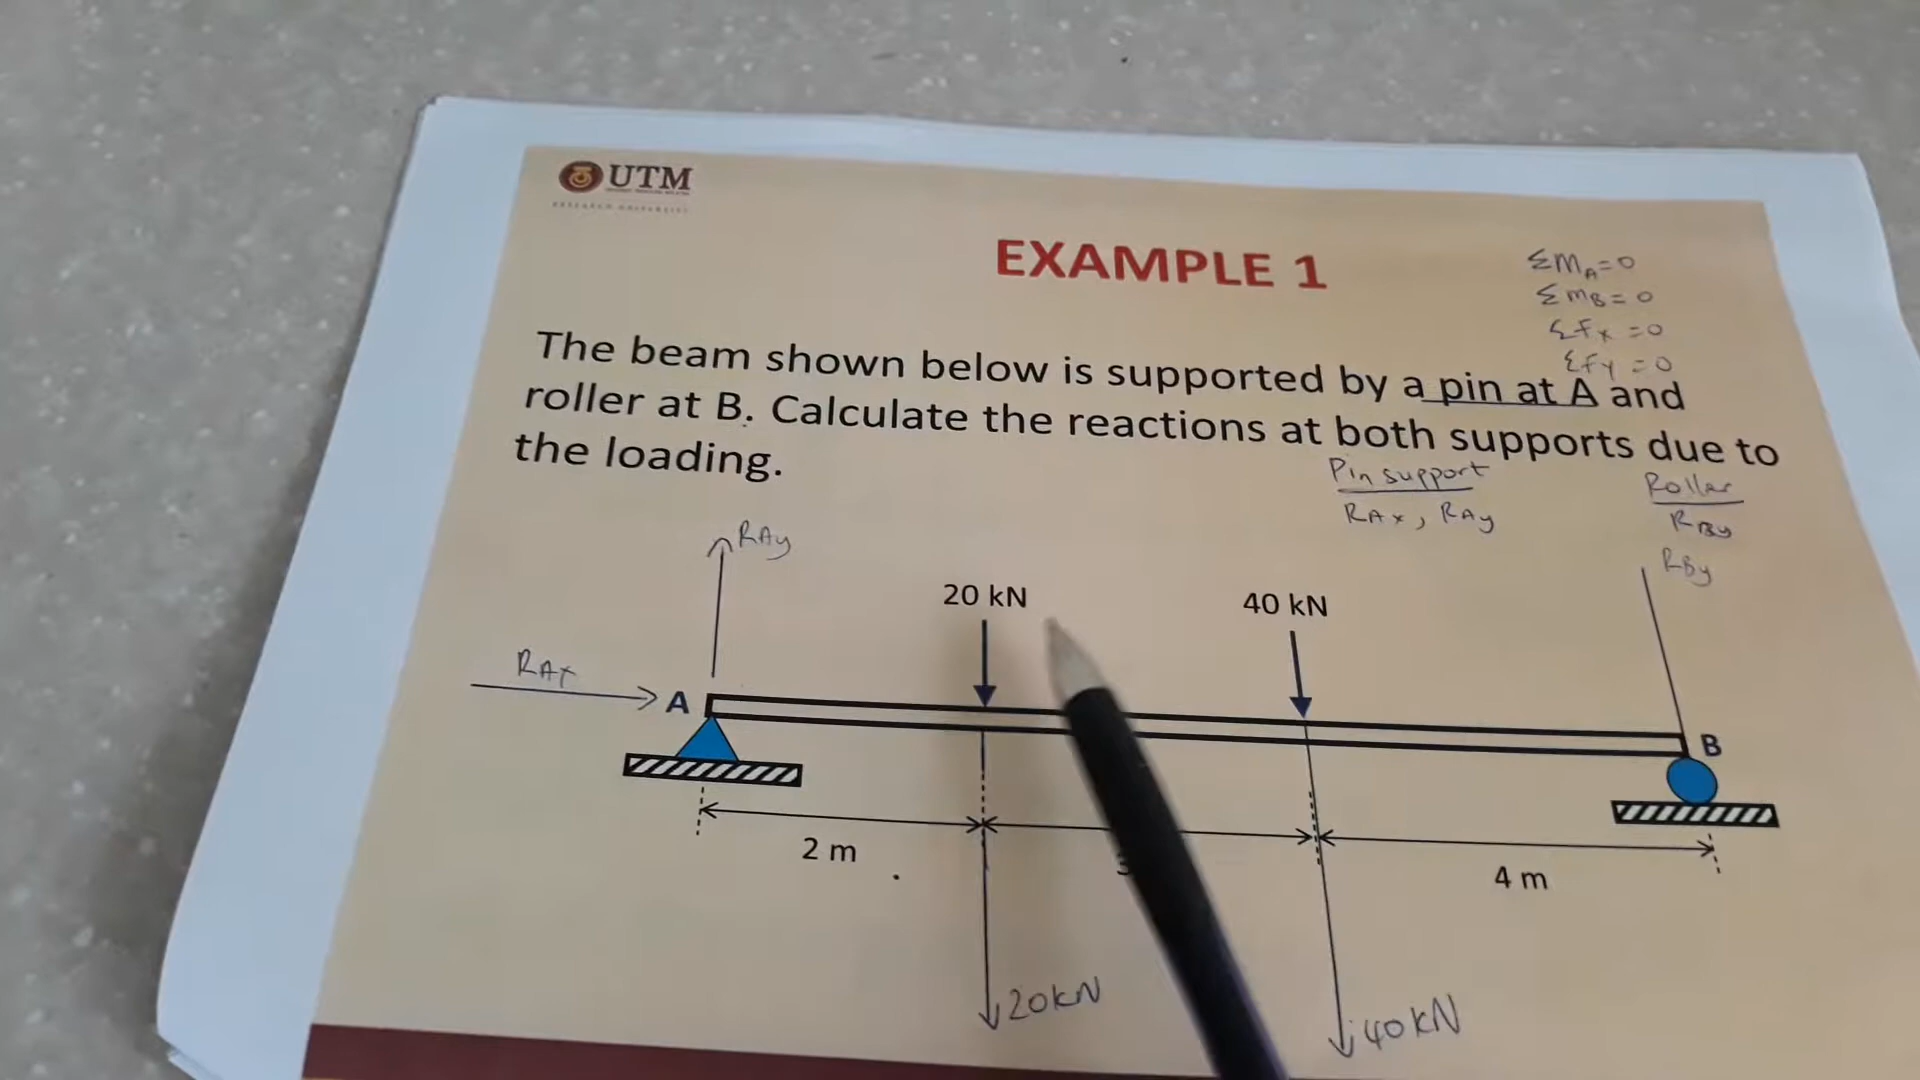 UTM
EXAMPLE 1
ΣMA=0
ΣMB=0
Σfx=0
Σfy=0
The beam shown below is supported by a pin at A and
roller at B. Calculate the reactions at both supports due to
the loading.
Pin support
RAx, RAy
Roller
RBy
RAy
RBy
20 kN
40 kN
RAx
A
B
2 m
4 m
20kN
40kN